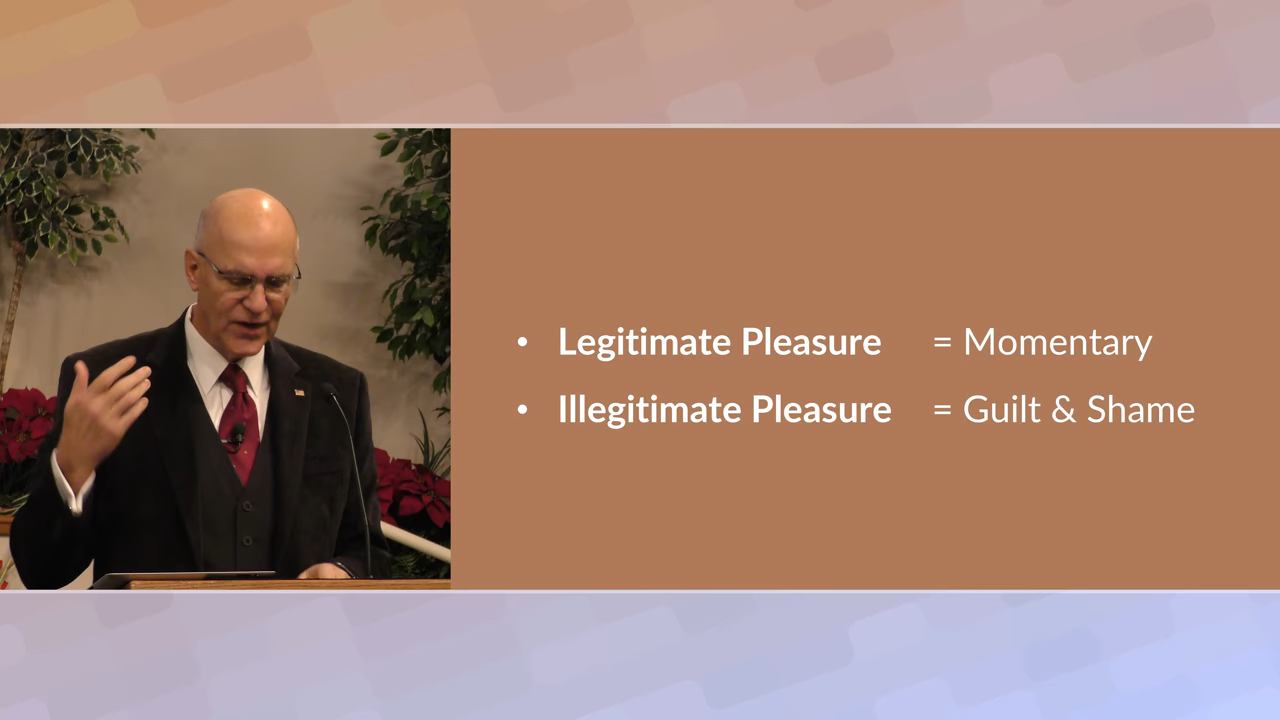 • Legitimate Pleasure = Momentary
• Illegitimate Pleasure = Guilt & Shame